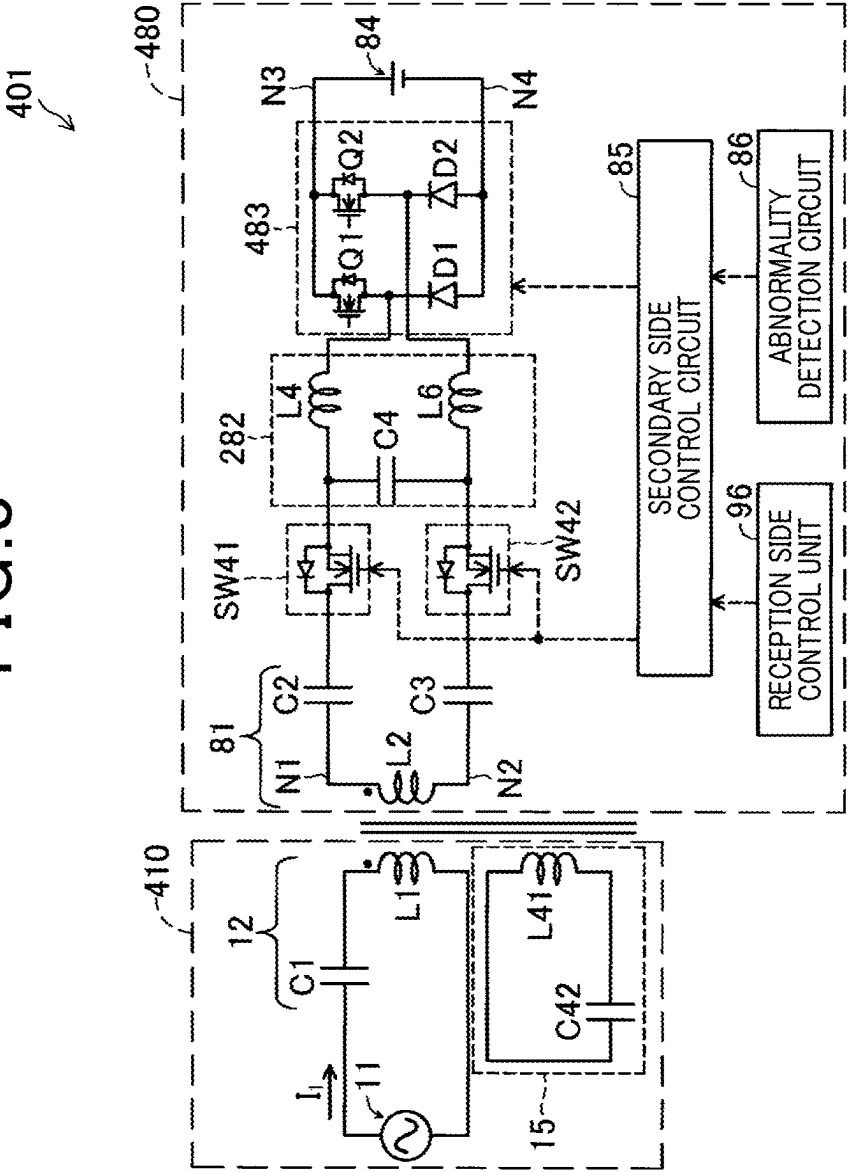 401
410
480
12
81
282
483
84
I₁
11
C1
L1
C42
L41
15
N1
N2
L2
C2
C3
SW41
SW42
C4
L4
L6
Q1
Q2
D1
D2
N3
N4
85
SECONDARY SIDE
CONTROL CIRCUIT
96
RECEPTION SIDE
CONTROL UNIT
86
ABNORMALITY
DETECTION CIRCUIT